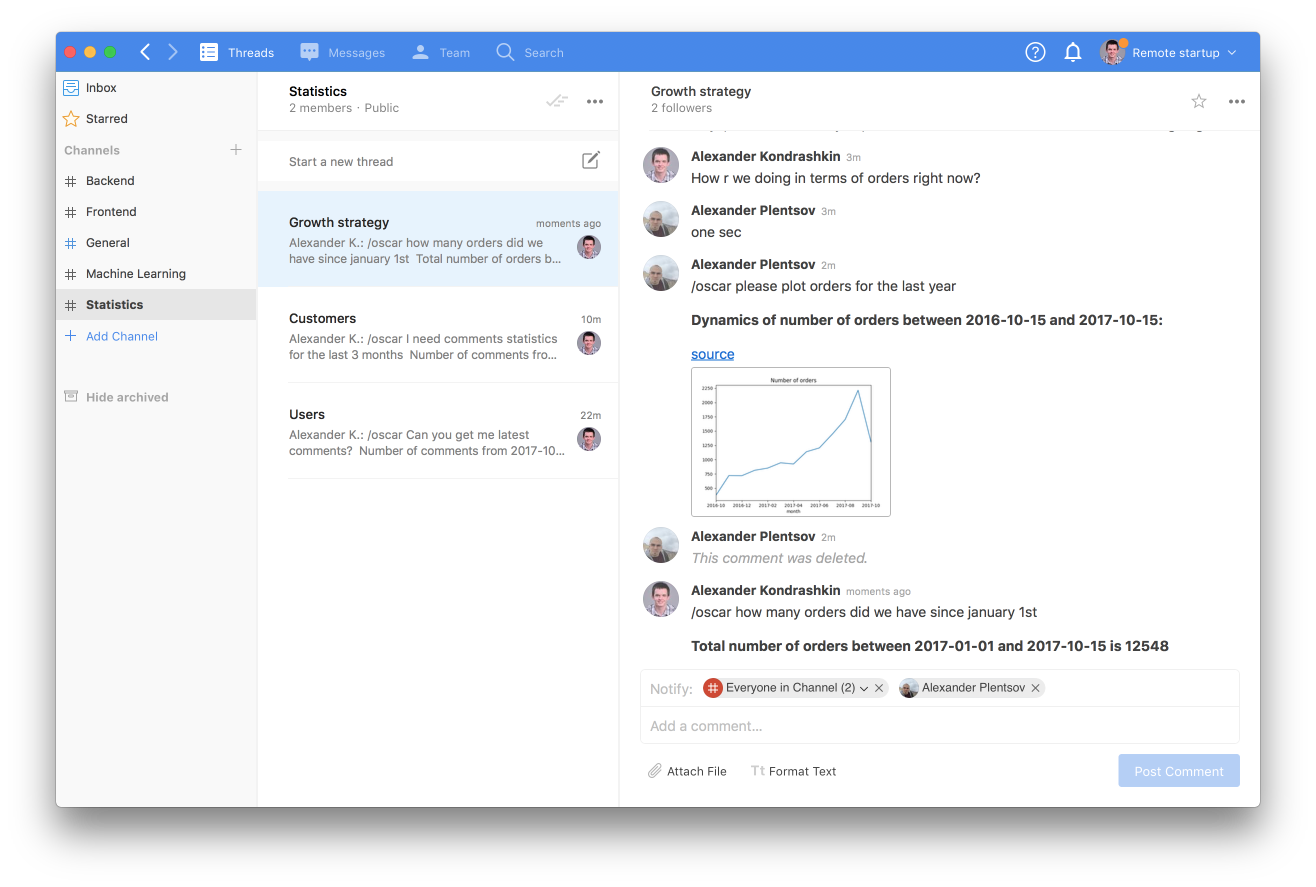 Threads
Messages
Team
Search
?
Remote startup
Inbox
Starred
Channels
Backend
Frontend
General
Machine Learning
Statistics
Add Channel
Hide archived
Statistics
2 members · Public
Start a new thread
Growth strategy
moments ago
Alexander K.: /oscar how many orders did we
have since january 1st  Total number of orders b...
Customers
10m
Alexander K.: /oscar I need comments statistics
for the last 3 months  Number of comments fro...
Users
22m
Alexander K.: /oscar Can you get me latest
comments?  Number of comments from 2017-10...
Growth strategy
2 followers
Alexander Kondrashkin 3m
How r we doing in terms of orders right now?
Alexander Plentsov 3m
one sec
Alexander Plentsov 2m
/oscar please plot orders for the last year
Dynamics of number of orders between 2016-10-15 and 2017-10-15:
source
Number of orders
2250
2000
1750
1500
1250
1000
750
500
2016-10 2016-12 2017-02 2017-04 2017-06 2017-08 2017-10
month
Alexander Plentsov 2m
This comment was deleted.
Alexander Kondrashkin moments ago
/oscar how many orders did we have since january 1st
Total number of orders between 2017-01-01 and 2017-10-15 is 12548
Notify: Everyone in Channel (2) Alexander Plentsov
Add a comment...
Attach File
Tt Format Text
Post Comment